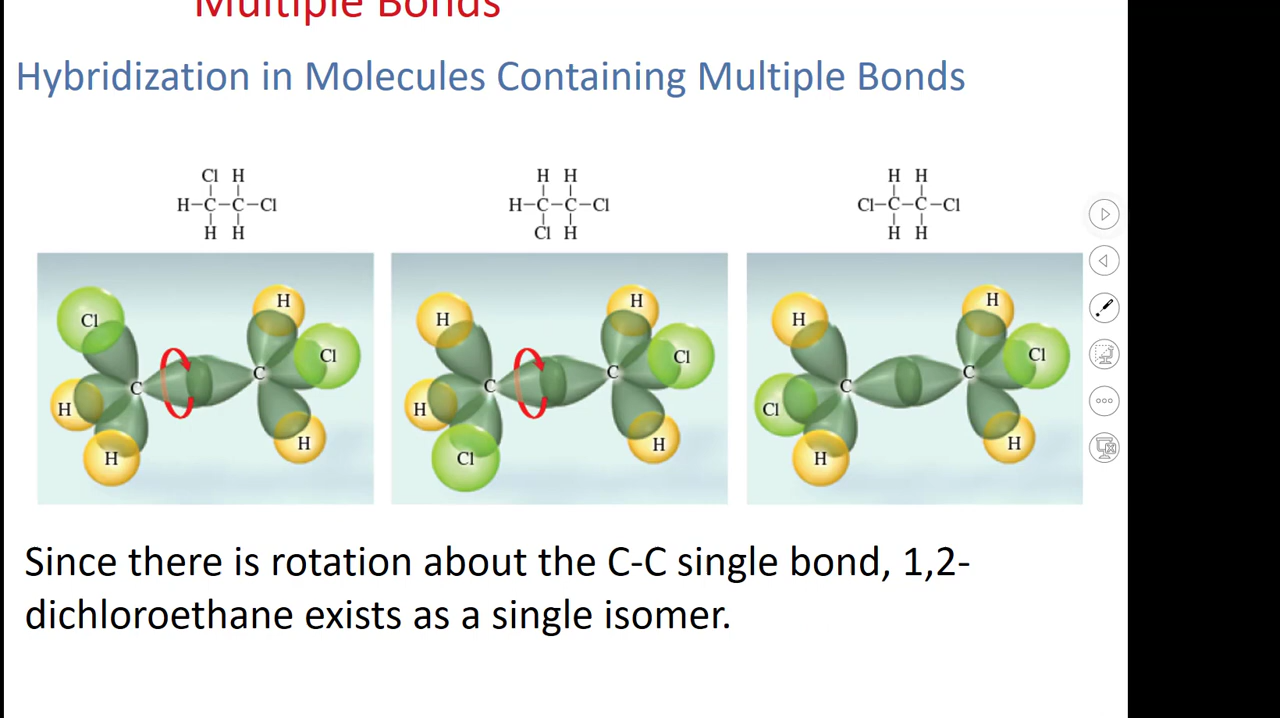 Multiple Bonds
Hybridization in Molecules Containing Multiple Bonds
Cl H
H–C–C–Cl
H H
H H
H–C–C–Cl
Cl H
H H
Cl–C–C–Cl
H H
Cl
H
H
C
C
H
Cl
H
H
H
Cl
C
C
H
Cl
H
H
Cl
H
C
C
H
Cl
H
Since there is rotation about the C-C single bond, 1,2-
dichloroethane exists as a single isomer.